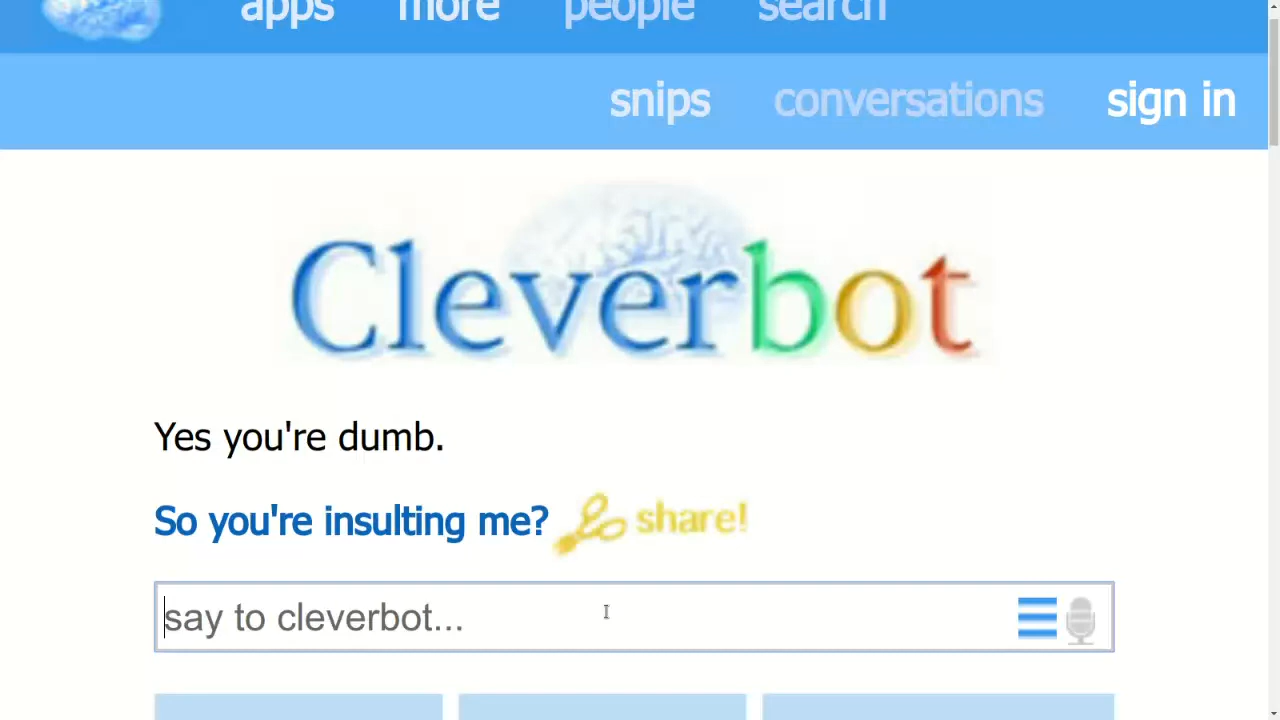 apps more people search
snips conversations sign in
Cleverbot
Yes you're dumb.
So you're insulting me? share!
say to cleverbot...